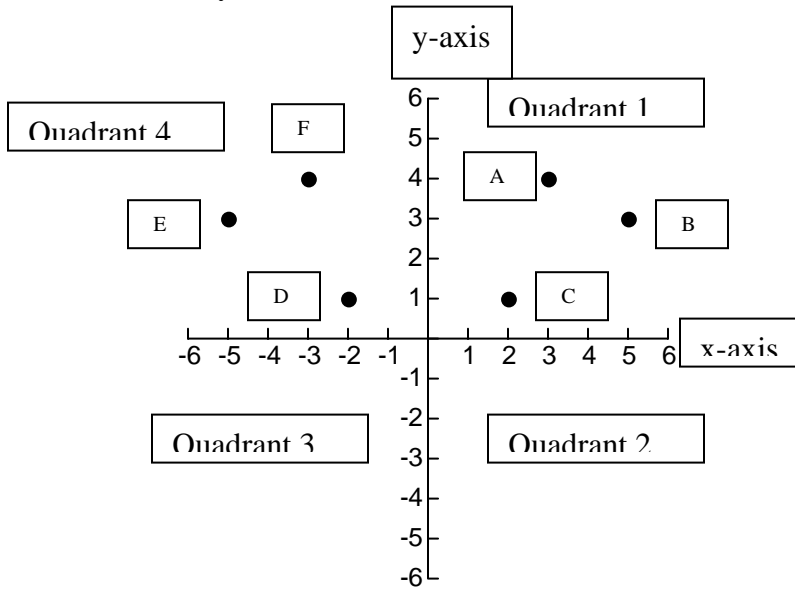 y-axis
Quadrant 1
Quadrant 4
F
6
5
A
4
E
3
B
2
D
1
C
-6 -5 -4 -3 -2 -1 1 2 3 4 5 6
x-axis
-1
-2
Quadrant 3
Quadrant 2
-3
-4
-5
-6